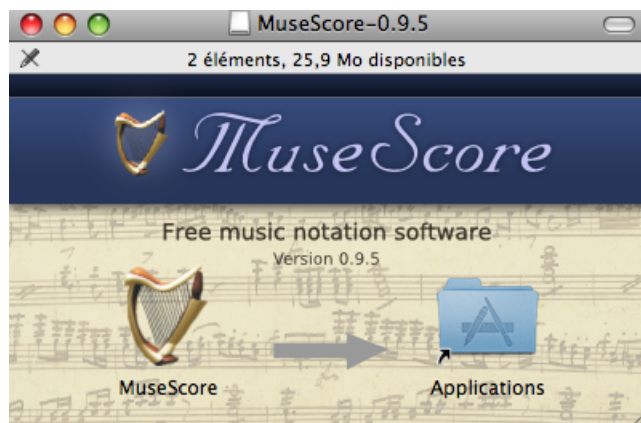 MuseScore-0.9.5
2 éléments, 25,9 Mo disponibles
MuseScore
Free music notation software
Version 0.9.5
MuseScore
Applications